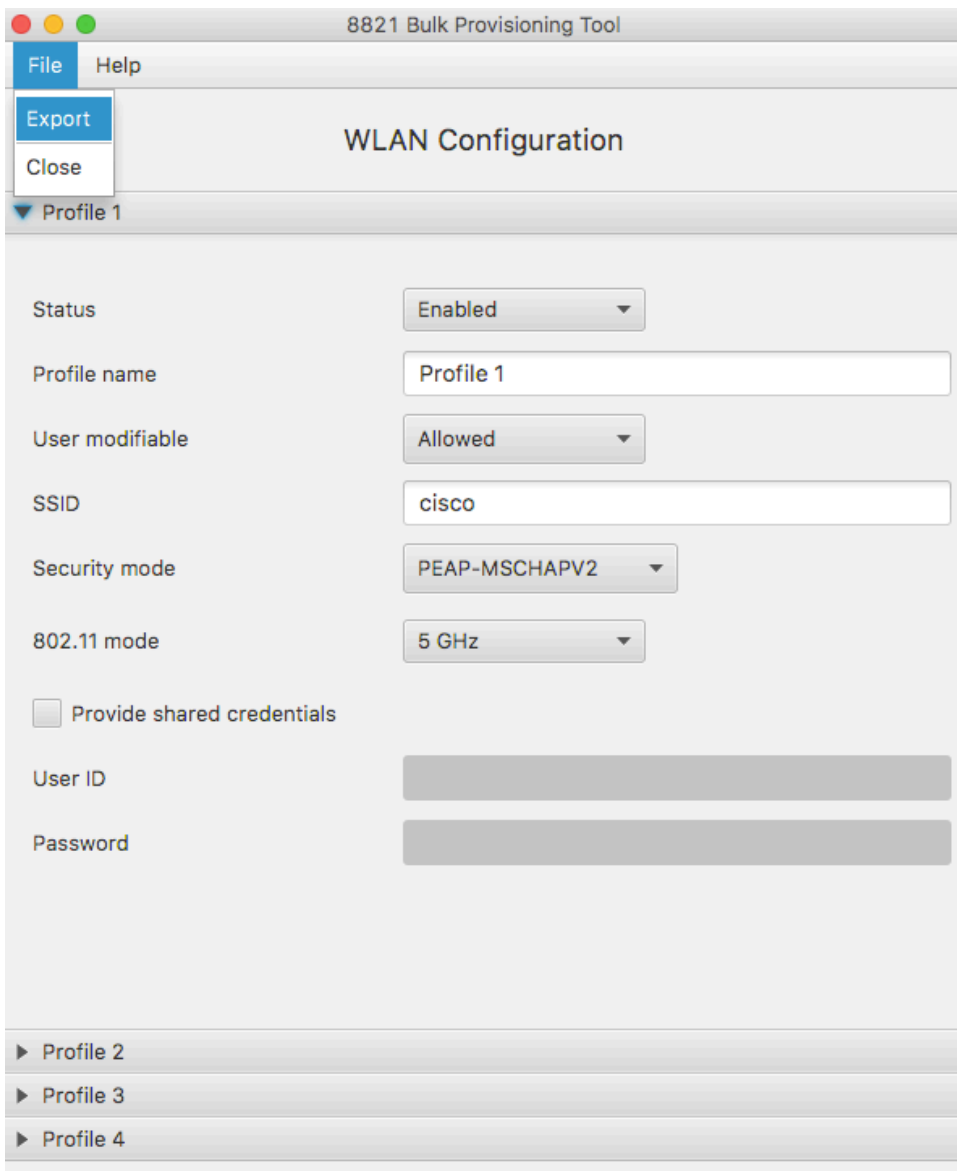 8821 Bulk Provisioning Tool
File Help
Export
Close
WLAN Configuration
Profile 1
Status Enabled
Profile name Profile 1
User modifiable Allowed
SSID cisco
Security mode PEAP-MSCHAPV2
802.11 mode 5 GHz
Provide shared credentials
User ID
Password
Profile 2
Profile 3
Profile 4